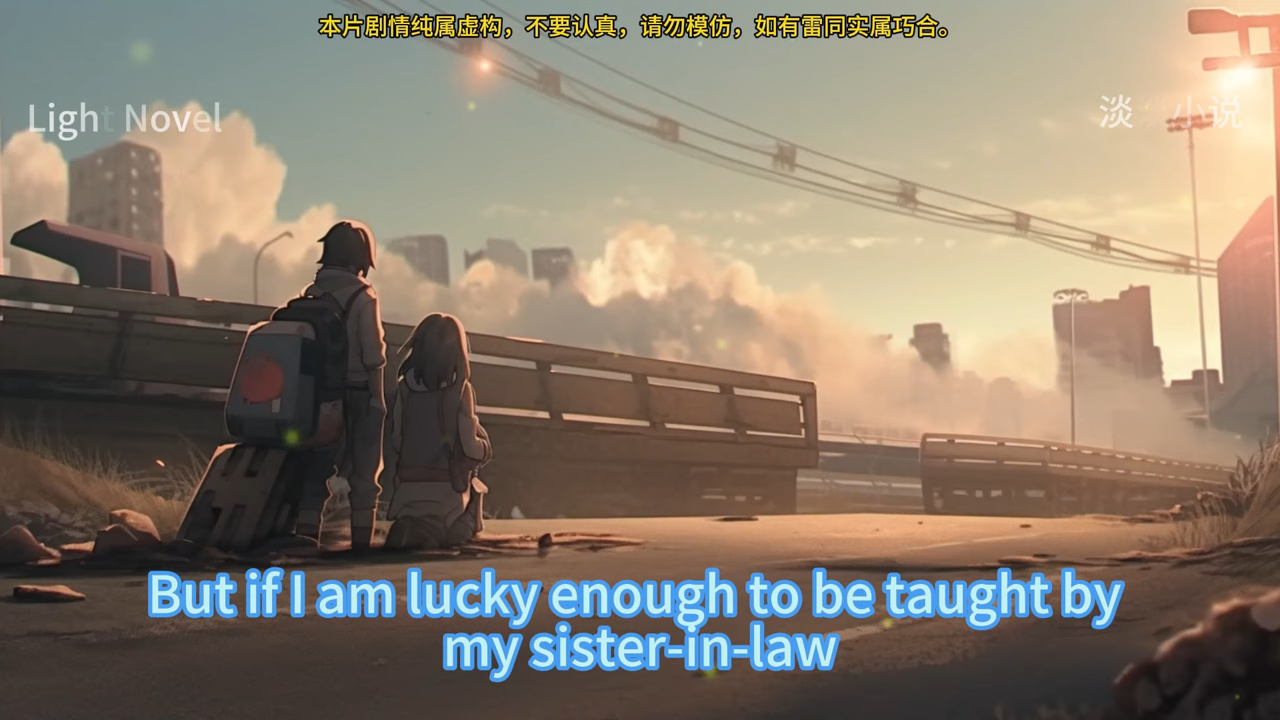 本片剧情纯属虚构，不要认真，请勿模仿，如有雷同实属巧合。
Light Novel
淡 小说
But if I am lucky enough to be taught by
my sister-in-law